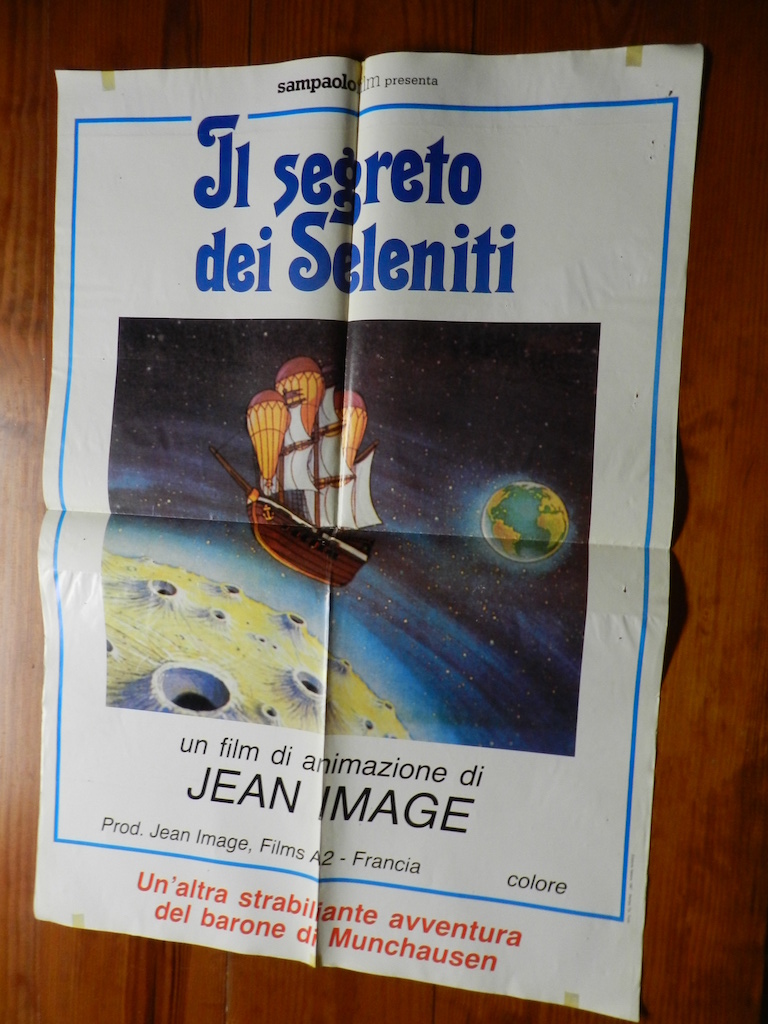 sampaolofilm presenta
Il segreto
dei Seleniti
un film di animazione di
JEAN IMAGE
Prod. Jean Image, Films A2 - Francia
colore
Un'altra strabiliante avventura
del barone di Munchausen